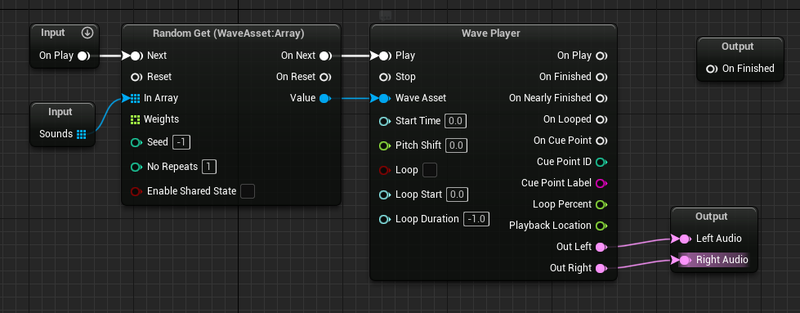 Input
On Play
Random Get (WaveAsset:Array)
Next
On Next
Reset
On Reset
In Array
Value
Weights
Seed -1
No Repeats 1
Enable Shared State
Input
Sounds
Wave Player
Play
On Play
Stop
On Finished
Wave Asset
On Nearly Finished
Start Time 0.0
On Looped
Pitch Shift 0.0
On Cue Point
Loop
Cue Point ID
Loop Start 0.0
Cue Point Label
Loop Duration -1.0
Loop Percent
Playback Location
Out Left
Out Right
Output
On Finished
Output
Left Audio
Right Audio